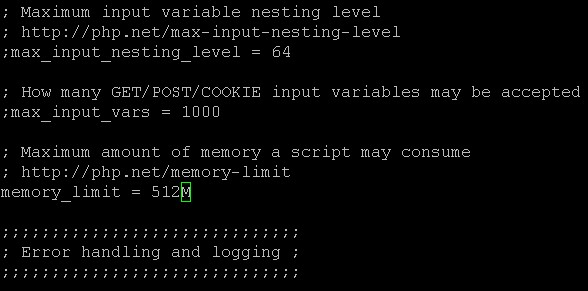 ; Maximum input variable nesting level
; http://php.net/max-input-nesting-level
;max_input_nesting_level = 64
; How many GET/POST/COOKIE input variables may be accepted
;max_input_vars = 1000
; Maximum amount of memory a script may consume
; http://php.net/memory-limit
memory_limit = 512M
;;;;;;;;;;;;;;;;;;;;;;;;;;;;;;
; Error handling and logging ;
;;;;;;;;;;;;;;;;;;;;;;;;;;;;;;